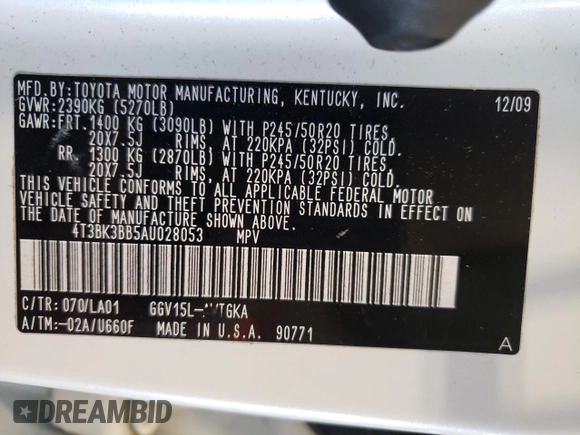 MFD.BY:TOYOTA MOTOR MANUFACTURING, KENTUCKY, INC. 12/09
GVWR:2390KG (5270LB)
GAWR:FRT.1400 KG (3090LB) WITH P245/50R20 TIRES,
20X7.5J RIMS, AT 220KPA (32PSI) COLD.
RR. 1300 KG (2870LB) WITH P245/50R20 TIRES,
20X7.5J RIMS, AT 220KPA (32PSI) COLD.
THIS VEHICLE CONFORMS TO ALL APPLICABLE FEDERAL MOTOR
VEHICLE SAFETY AND THEFT PREVENTION STANDARDS IN EFFECT ON
THE DATE OF MANUFACTURE SHOWN ABOVE.
4T3BK3BB5AU028053 MPV
C/TR: 070/LA01
A/TM:-02A/U660F MADE IN U.S.A. 90771 A
DREAMBID